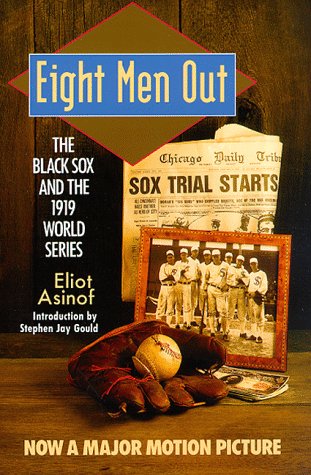 Eight Men Out
THE
BLACK SOX
AND THE
1919
WORLD
SERIES
Eliot
Asinof
Introduction by
Stephen Jay Gould
Chicago Daily Trib
SOX TRIAL STARTS
NOW A MAJOR MOTION PICTURE